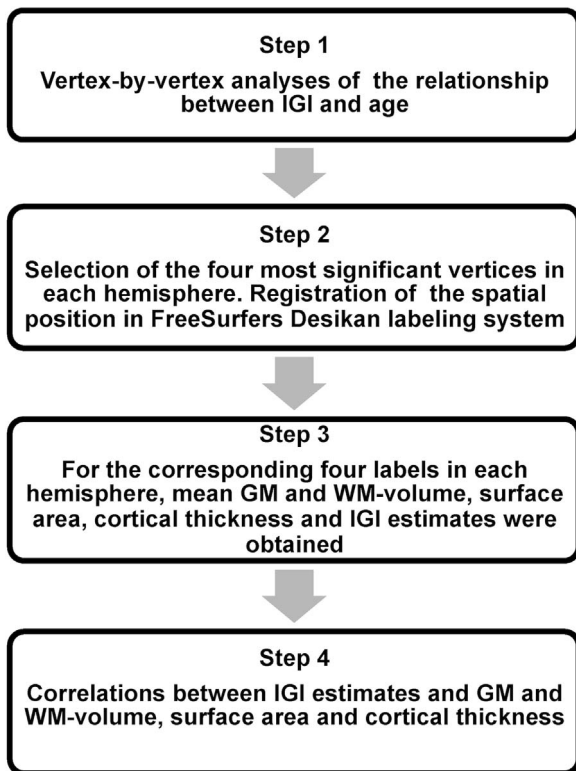 Step 1
Vertex-by-vertex analyses of the relationship
between lGI and age
Step 2
Selection of the four most significant vertices in
each hemisphere. Registration of the spatial
position in FreeSurfers Desikan labeling system
Step 3
For the corresponding four labels in each
hemisphere, mean GM and WM-volume, surface
area, cortical thickness and lGI estimates were
obtained
Step 4
Correlations between lGI estimates and GM and
WM-volume, surface area and cortical thickness